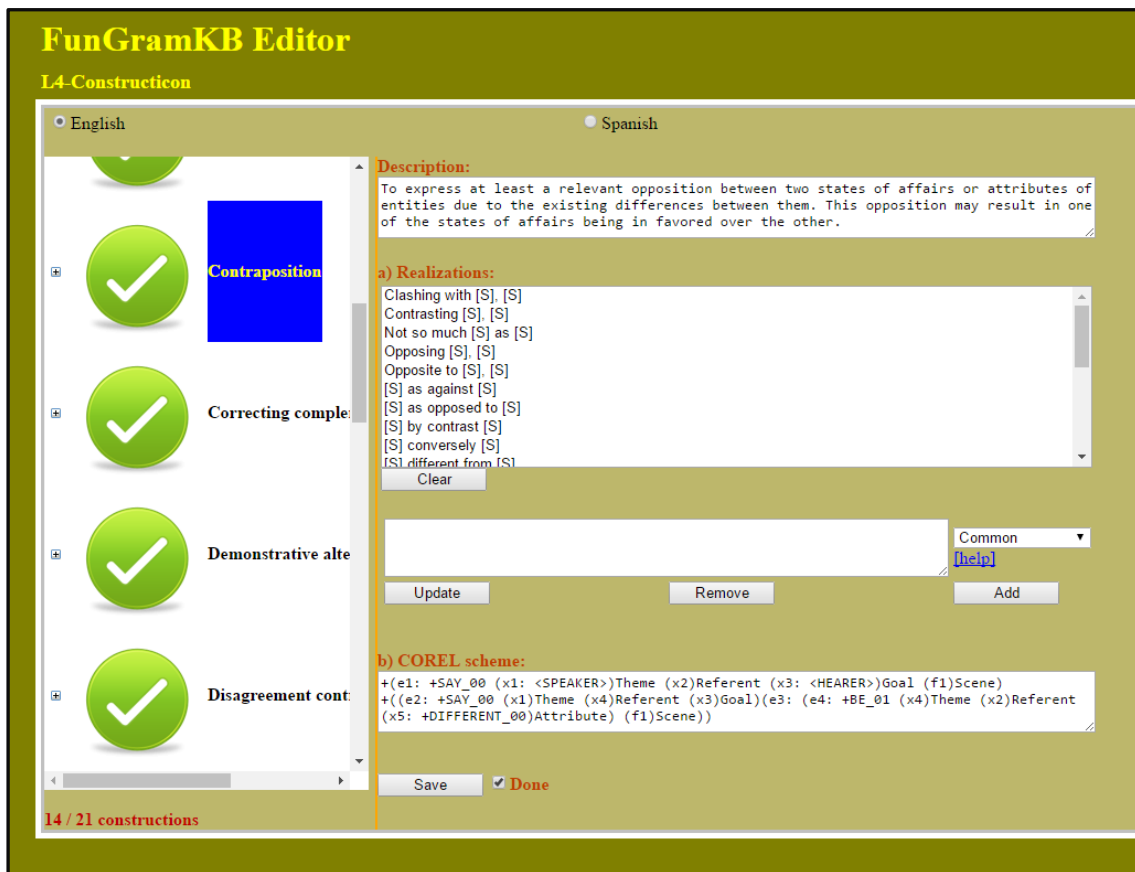 FunGramKB Editor
L4-Constructicon
English
Spanish
Contraposition
Correcting comple
Demonstrative alte
Disagreement cont
14 / 21 constructions
Description:
To express at least a relevant opposition between two states of affairs or attributes of
entities due to the existing differences between them. This opposition may result in one
of the states of affairs being in favored over the other.
a) Realizations:
Clashing with [S], [S]
Contrasting [S], [S]
Not so much [S] as [S]
Opposing [S], [S]
Opposite to [S], [S]
[S] as against [S]
[S] as opposed to [S]
[S] by contrast [S]
[S] conversely [S]
[S] different from [S]
Clear
Common
[help]
Update
Remove
Add
b) COREL scheme:
+(e1: +SAY_00 (x1: <SPEAKER>)Theme (x2)Referent (x3: <HEARER>)Goal (f1)Scene)
+((e2: +SAY_00 (x1)Theme (x4)Referent (x3)Goal)(e3: (e4: +BE_01 (x4)Theme (x2)Referent
(x5: +DIFFERENT_00)Attribute) (f1)Scene))
Save
Done